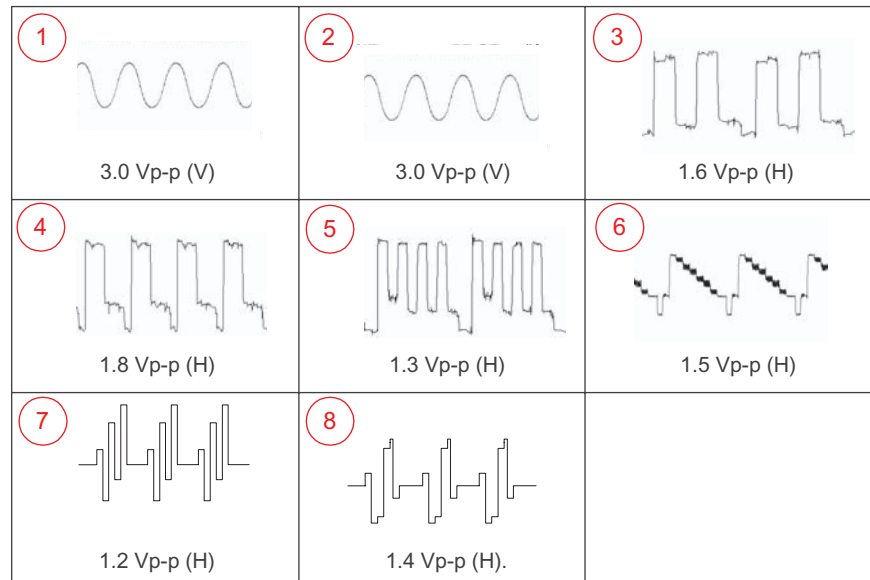 1
3.0 Vp-p (V)
2
3.0 Vp-p (V)
3
1.6 Vp-p (H)
4
1.8 Vp-p (H)
5
1.3 Vp-p (H)
6
1.5 Vp-p (H)
7
1.2 Vp-p (H)
8
1.4 Vp-p (H).